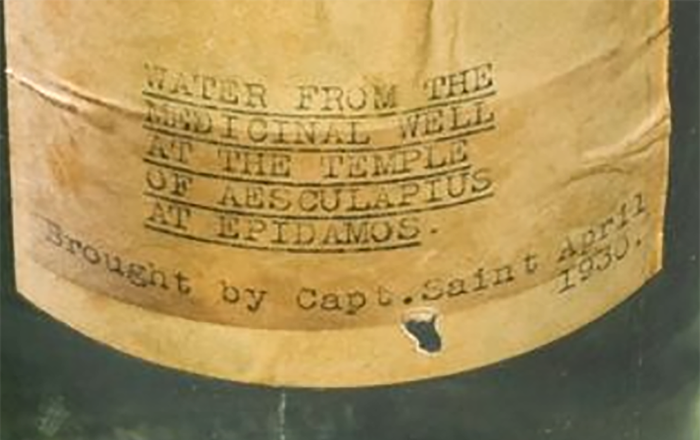 WATER FROM THE
MEDICINAL WELL
AT THE TEMPLE
OF AESCULAPIUS
AT EPIDAMOS.
Brought by Capt.Saint April
1930.